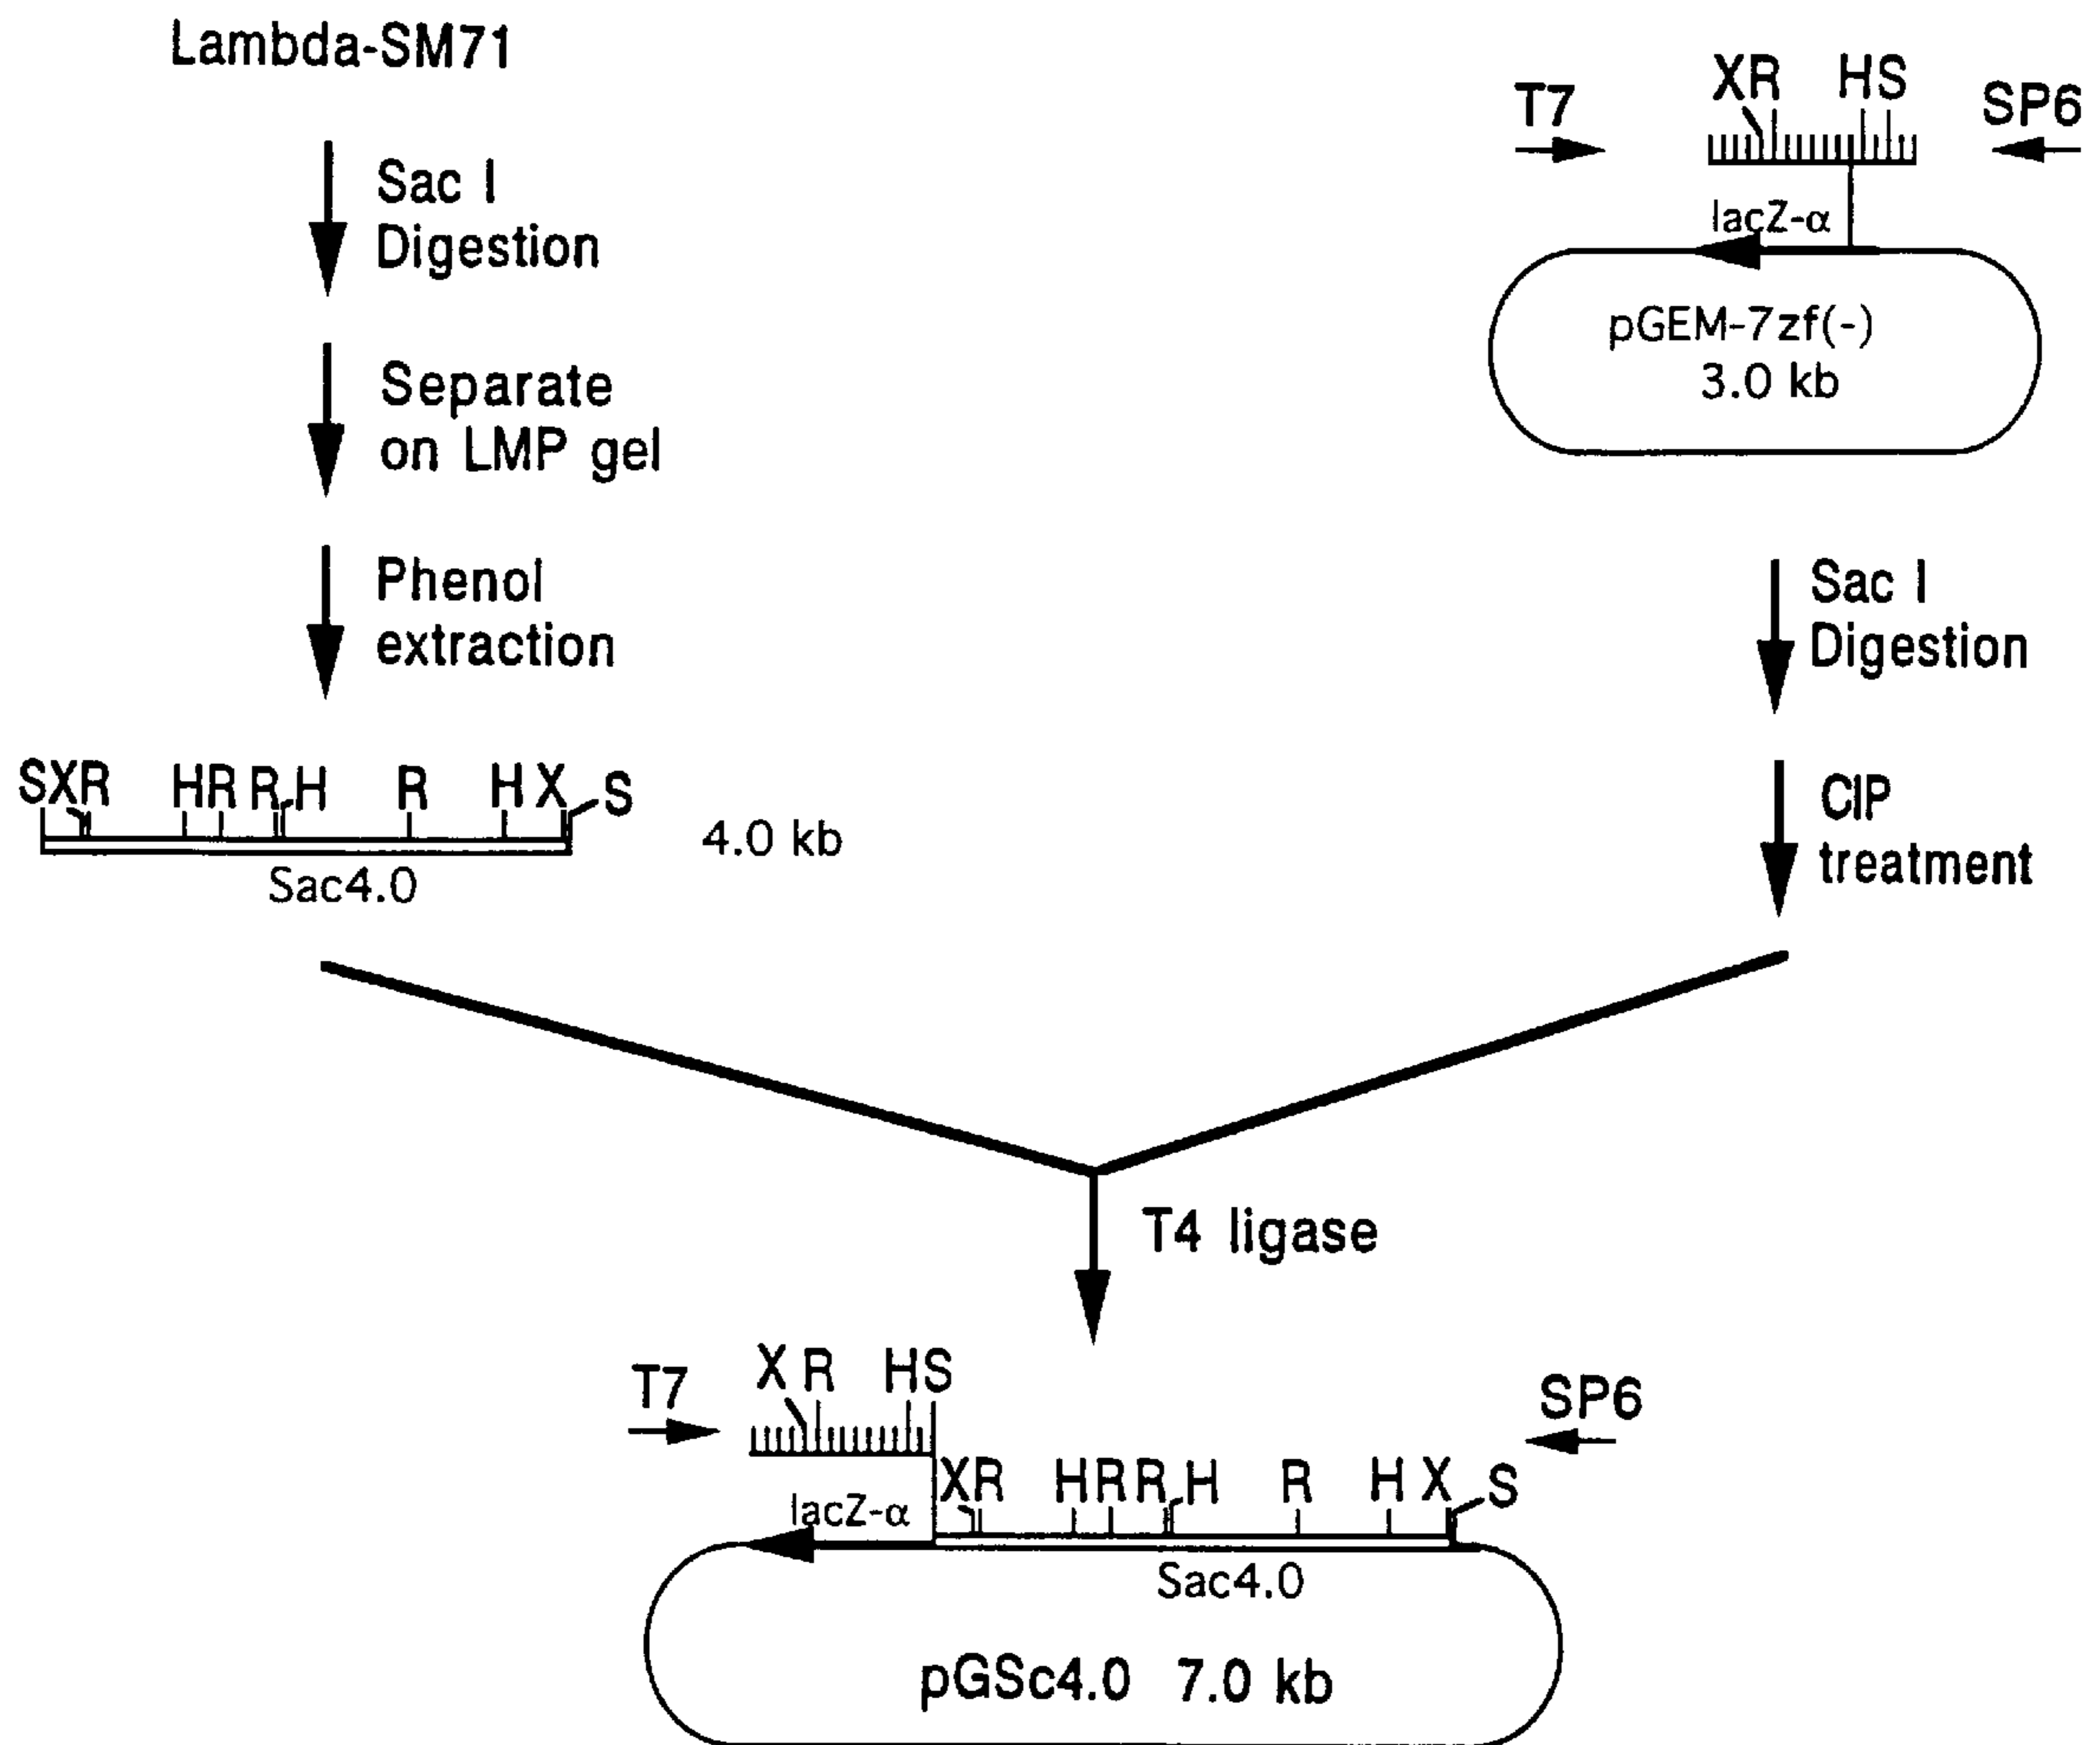 Lambda-SM71
Sac I
Digestion
Separate
on LMP gel
Phenol
extraction
SXR HR R H R H X S
4.0 kb
Sac4.0
XR HS
T7 SP6
lacZ-α
pGEM-7zf(-)
3.0 kb
Sac I
Digestion
CIP
treatment
T4 ligase
X R HS
T7 SP6
XR HRR H R H X S
lacZ-α
Sac4.0
pGSc4.0 7.0 kb